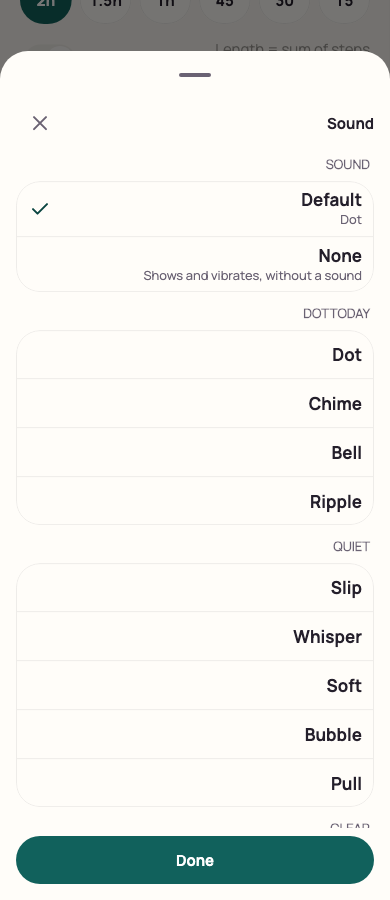 2h 1.5h 1h 45 30 15
Length = sum of steps
Sound
SOUND
Default
Dot
None
Shows and vibrates, without a sound
DOTTODAY
Dot
Chime
Bell
Ripple
QUIET
Slip
Whisper
Soft
Bubble
Pull
CLEAR
Done